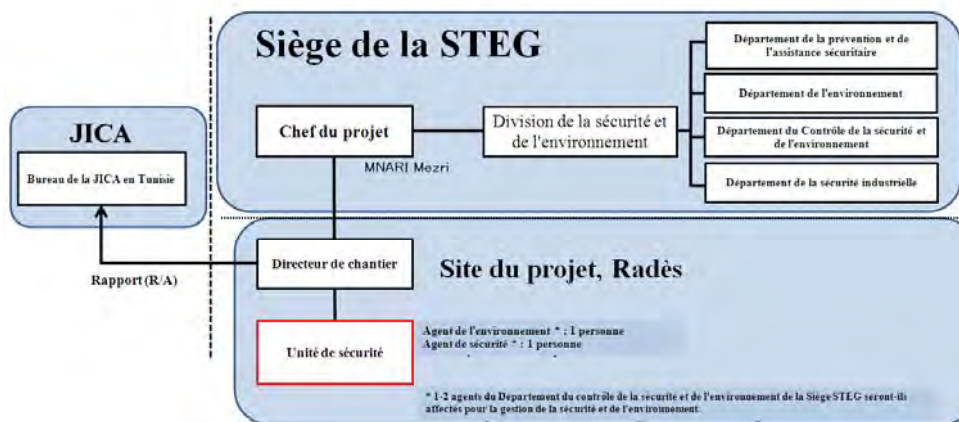 Siège de la STEG
Département de la prévention et de
l'assistance sécuritaire
Département de l'environnement
Département du Contrôle de la sécurité et
de l'environnement
Département de la sécurité industrielle
Division de la sécurité et
de l'environnement
Chef du projet
MNARI Mezri
JICA
Bureau de la JICA en Tunisie
Rapport (R/A)
Directeur de chantier
Site du projet, Radès
Unité de sécurité
Agent de l'environnement * : 1 personne
Agent de sécurité * : 1 personne
* 1-2 agents du Département du contrôle de la sécurité et de l'environnement de la Siège STEG seront-ils
affectés pour la gestion de la sécurité et de l'environnement.